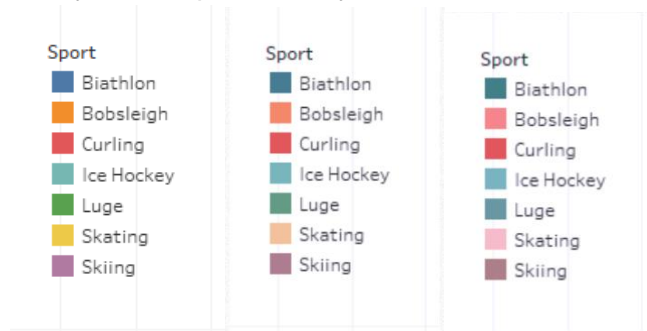 Sport
Biathlon
Bobsleigh
Curling
Ice Hockey
Luge
Skating
Skiing
Sport
Biathlon
Bobsleigh
Curling
Ice Hockey
Luge
Skating
Skiing
Sport
Biathlon
Bobsleigh
Curling
Ice Hockey
Luge
Skating
Skiing